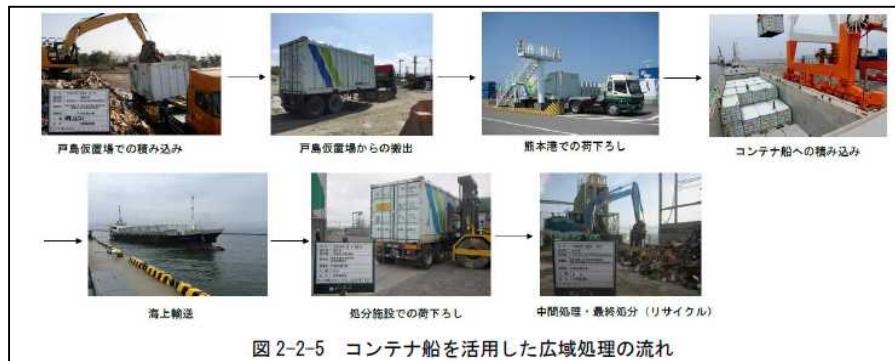 戸島仮置場での積み込み
戸島仮置場からの搬出
熊本港での荷下ろし
コンテナ船への積み込み
海上輸送
処分施設での荷下ろし
中間処理・最終処分（リサイクル）
図 2-2-5　コンテナ船を活用した広域処理の流れ